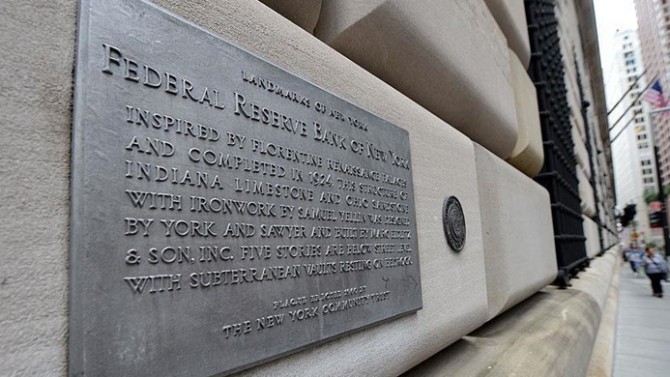 LANDMARKS OF NEW YORK
FEDERAL RESERVE BANK OF NEW YORK
INSPIRED BY FLORENTINE RENAISSANCE PALACES
AND COMPLETED IN 1924 THIS STRUCTURE OF
INDIANA LIMESTONE AND OHIO SANDSTONE
WITH IRONWORK BY SAMUEL YELLIN WAS DESIGNED
BY YORK AND SAWYER AND BUILT BY MARC EIDLITZ
& SON, INC. FIVE STORIES ARE BELOW STREET LEVEL
WITH SUBTERRANEAN VAULTS RESTING ON BEDROCK
PLAQUE ERECTED BY
THE NEW YORK COMMUNITY TRUST